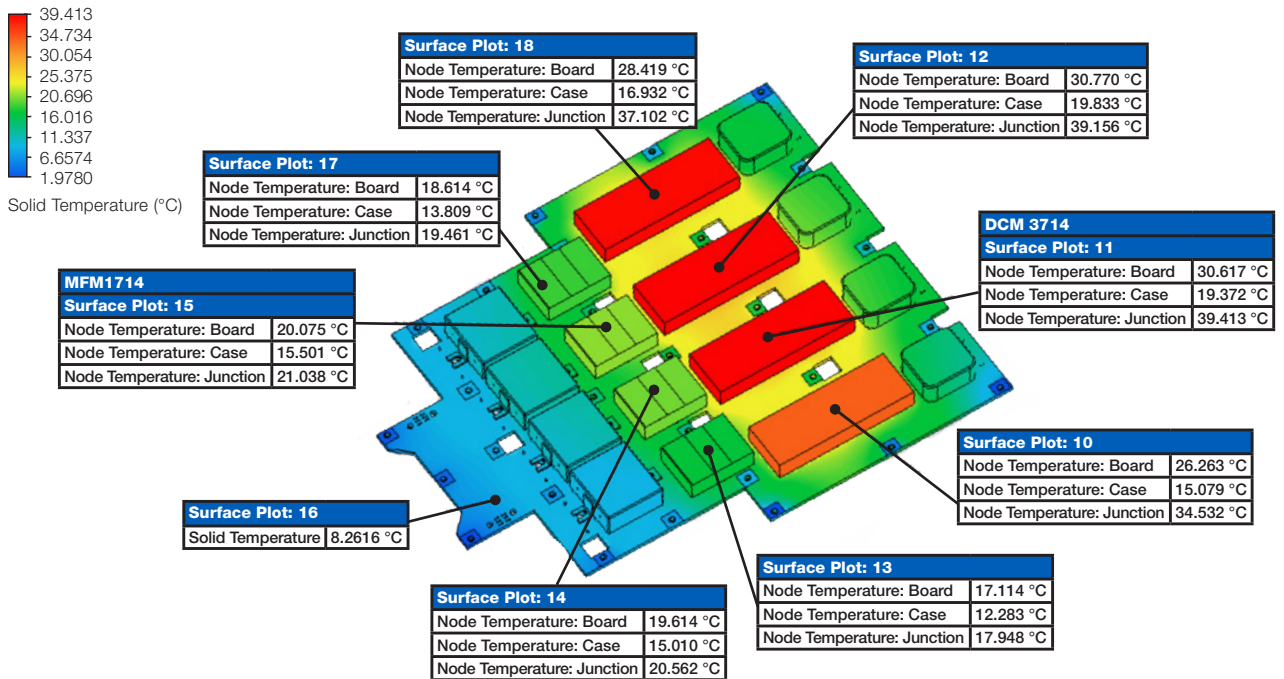 39.413
34.734
30.054
25.375
20.696
16.016
11.337
6.6574
1.9780
Solid Temperature (°C)
Surface Plot: 18
Node Temperature: Board 28.419 °C
Node Temperature: Case 16.932 °C
Node Temperature: Junction 37.102 °C
Surface Plot: 12
Node Temperature: Board 30.770 °C
Node Temperature: Case 19.833 °C
Node Temperature: Junction 39.156 °C
Surface Plot: 17
Node Temperature: Board 18.614 °C
Node Temperature: Case 13.809 °C
Node Temperature: Junction 19.461 °C
DCM 3714
Surface Plot: 11
Node Temperature: Board 30.617 °C
Node Temperature: Case 19.372 °C
Node Temperature: Junction 39.413 °C
MFM1714
Surface Plot: 15
Node Temperature: Board 20.075 °C
Node Temperature: Case 15.501 °C
Node Temperature: Junction 21.038 °C
Surface Plot: 10
Node Temperature: Board 26.263 °C
Node Temperature: Case 15.079 °C
Node Temperature: Junction 34.532 °C
Surface Plot: 16
Solid Temperature 8.2616 °C
Surface Plot: 13
Node Temperature: Board 17.114 °C
Node Temperature: Case 12.283 °C
Node Temperature: Junction 17.948 °C
Surface Plot: 14
Node Temperature: Board 19.614 °C
Node Temperature: Case 15.010 °C
Node Temperature: Junction 20.562 °C